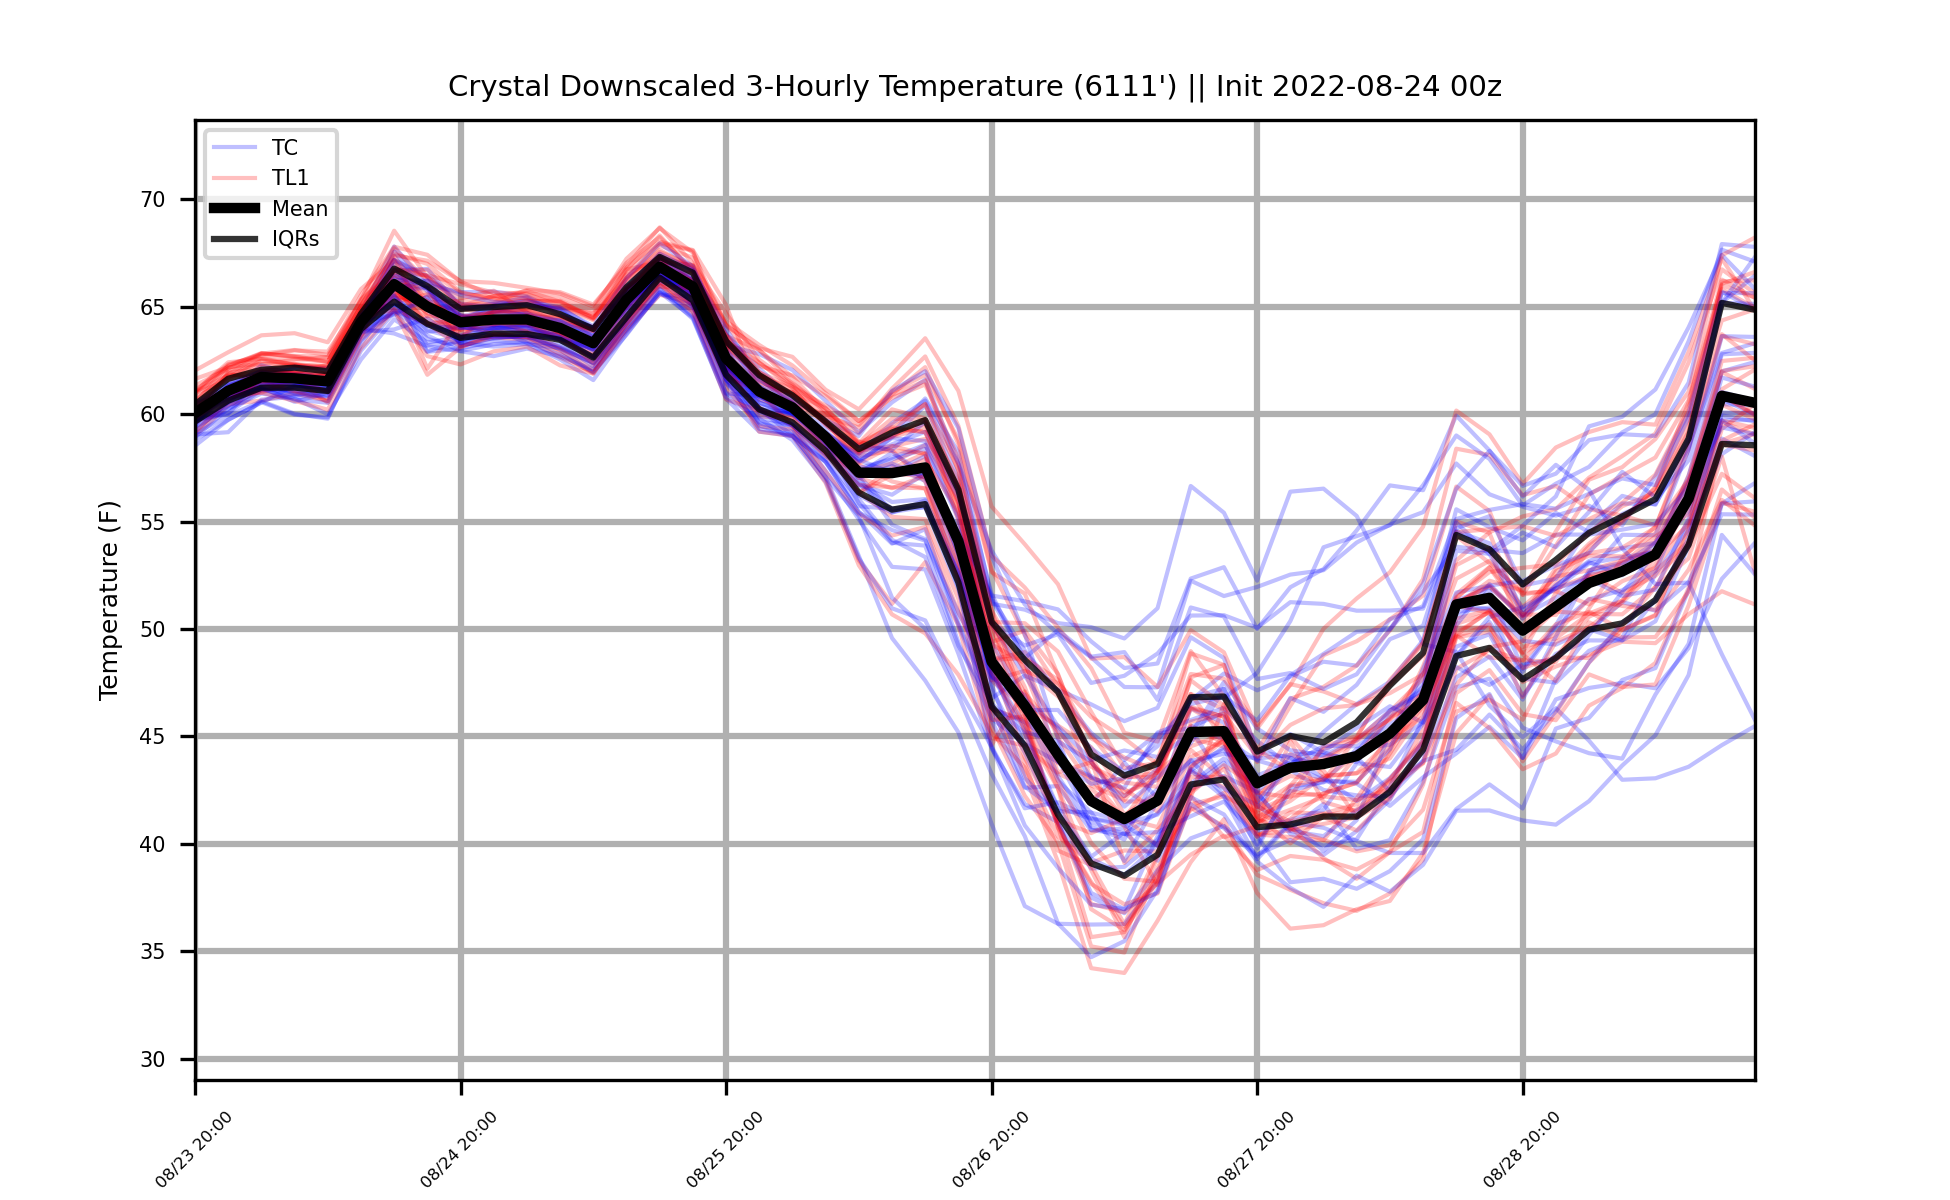 Crystal Downscaled 3-Hourly Temperature (6111') || Init 2022-08-24 00z
TC
TL1
Mean
IQRs
Temperature (F)
70
65
60
55
50
45
40
35
30
08/23 20:00
08/24 20:00
08/25 20:00
08/26 20:00
08/27 20:00
08/28 20:00